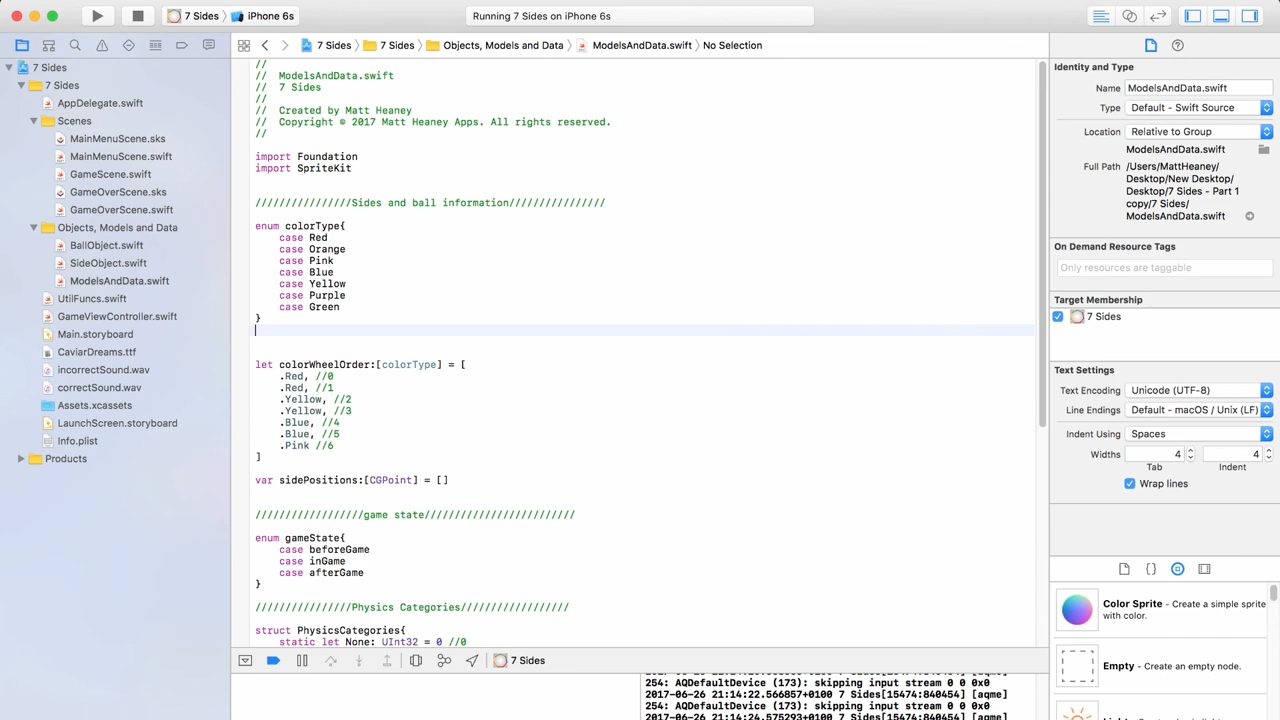 7 Sides
iPhone 6s
Running 7 Sides on iPhone 6s
7 Sides
7 Sides
AppDelegate.swift
Scenes
MainMenuScene.sks
MainMenuScene.swift
GameScene.swift
GameOverScene.sks
GameOverScene.swift
Objects, Models and Data
BallObject.swift
SideObject.swift
ModelsAndData.swift
UtilFuncs.swift
GameViewController.swift
Main.storyboard
CaviarDreams.ttf
incorrectSound.wav
correctSound.wav
Assets.xcassets
LaunchScreen.storyboard
Info.plist
Products
7 Sides 7 Sides Objects, Models and Data ModelsAndData.swift No Selection
//
// ModelsAndData.swift
// 7 Sides
//
// Created by Matt Heaney
// Copyright © 2017 Matt Heaney Apps. All rights reserved.
//
import Foundation
import SpriteKit
////////////////Sides and ball information////////////////
enum colorType{
case Red
case Orange
case Pink
case Blue
case Yellow
case Purple
case Green
}
let colorWheelOrder:[colorType] = [
.Red, //0
.Red, //1
.Yellow, //2
.Yellow, //3
.Blue, //4
.Blue, //5
.Pink //6
]
var sidePositions:[CGPoint] = []
//////////////////game state/////////////////////////
enum gameState{
case beforeGame
case inGame
case afterGame
}
////////////////Physics Categories//////////////////
struct PhysicsCategories{
static let None: UInt32 = 0 //0
7 Sides
254: AQDefaultDevice (173): skipping input stream 0 0 0x0
2017-06-26 21:14:22.566857+0100 7 Sides[15474:840454] [aqme]
254: AQDefaultDevice (173): skipping input stream 0 0 0x0
2017-06-26 21:14:24.575293+0100 7 Sides[15474:840454] [aqme]
Identity and Type
Name ModelsAndData.swift
Type Default - Swift Source
Location Relative to Group
ModelsAndData.swift
Full Path /Users/MattHeaney/
Desktop/New Desktop/
Desktop/7 Sides - Part 1
copy/7 Sides/
ModelsAndData.swift
On Demand Resource Tags
Only resources are taggable
Target Membership
7 Sides
Text Settings
Text Encoding Unicode (UTF-8)
Line Endings Default - macOS / Unix (LF)
Indent Using Spaces
Widths 4 4
Tab Indent
Wrap lines
{}
Color Sprite - Create a simple sprite
with color.
Empty - Create an empty node.